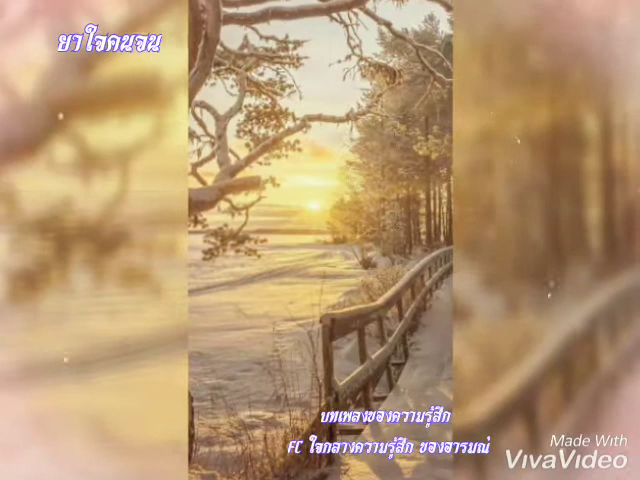 ยาใจคนจน
บทเพลงของความรู้สึก
FC ใจกลางความรู้สึก ของอารมณ์
Made With
VivaVideo